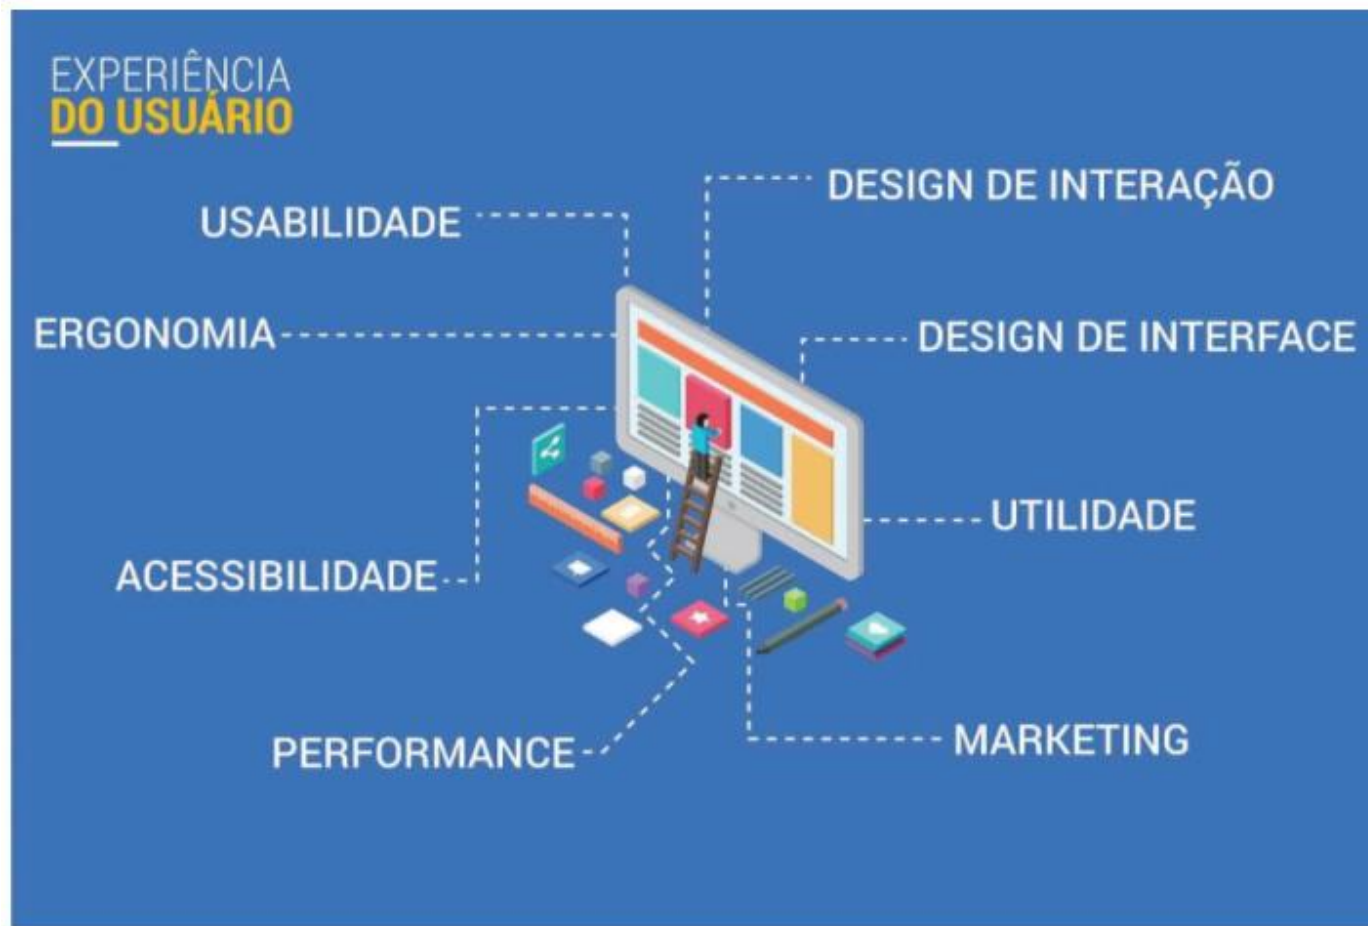 EXPERIÊNCIA
DO USUÁRIO
DESIGN DE INTERAÇÃO
USABILIDADE
ERGONOMIA
DESIGN DE INTERFACE
UTILIDADE
ACESSIBILIDADE
PERFORMANCE
MARKETING